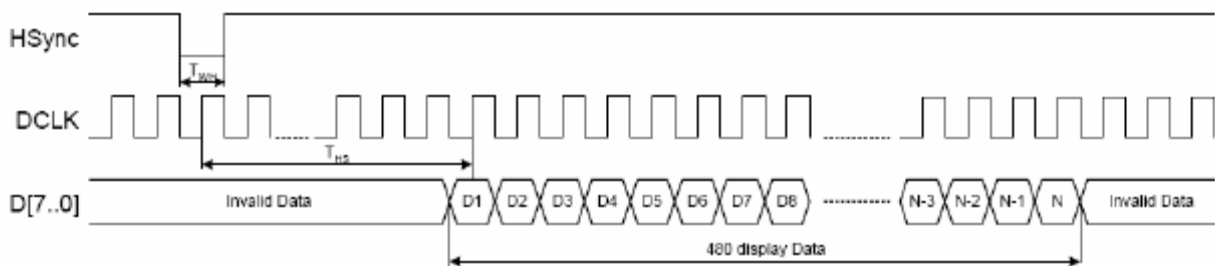 HSync
T_WH
DCLK
T_HS
D[7..0] Invalid Data D1 D2 D3 D4 D5 D6 D7 D8 N-3 N-2 N-1 N Invalid Data
480 display Data